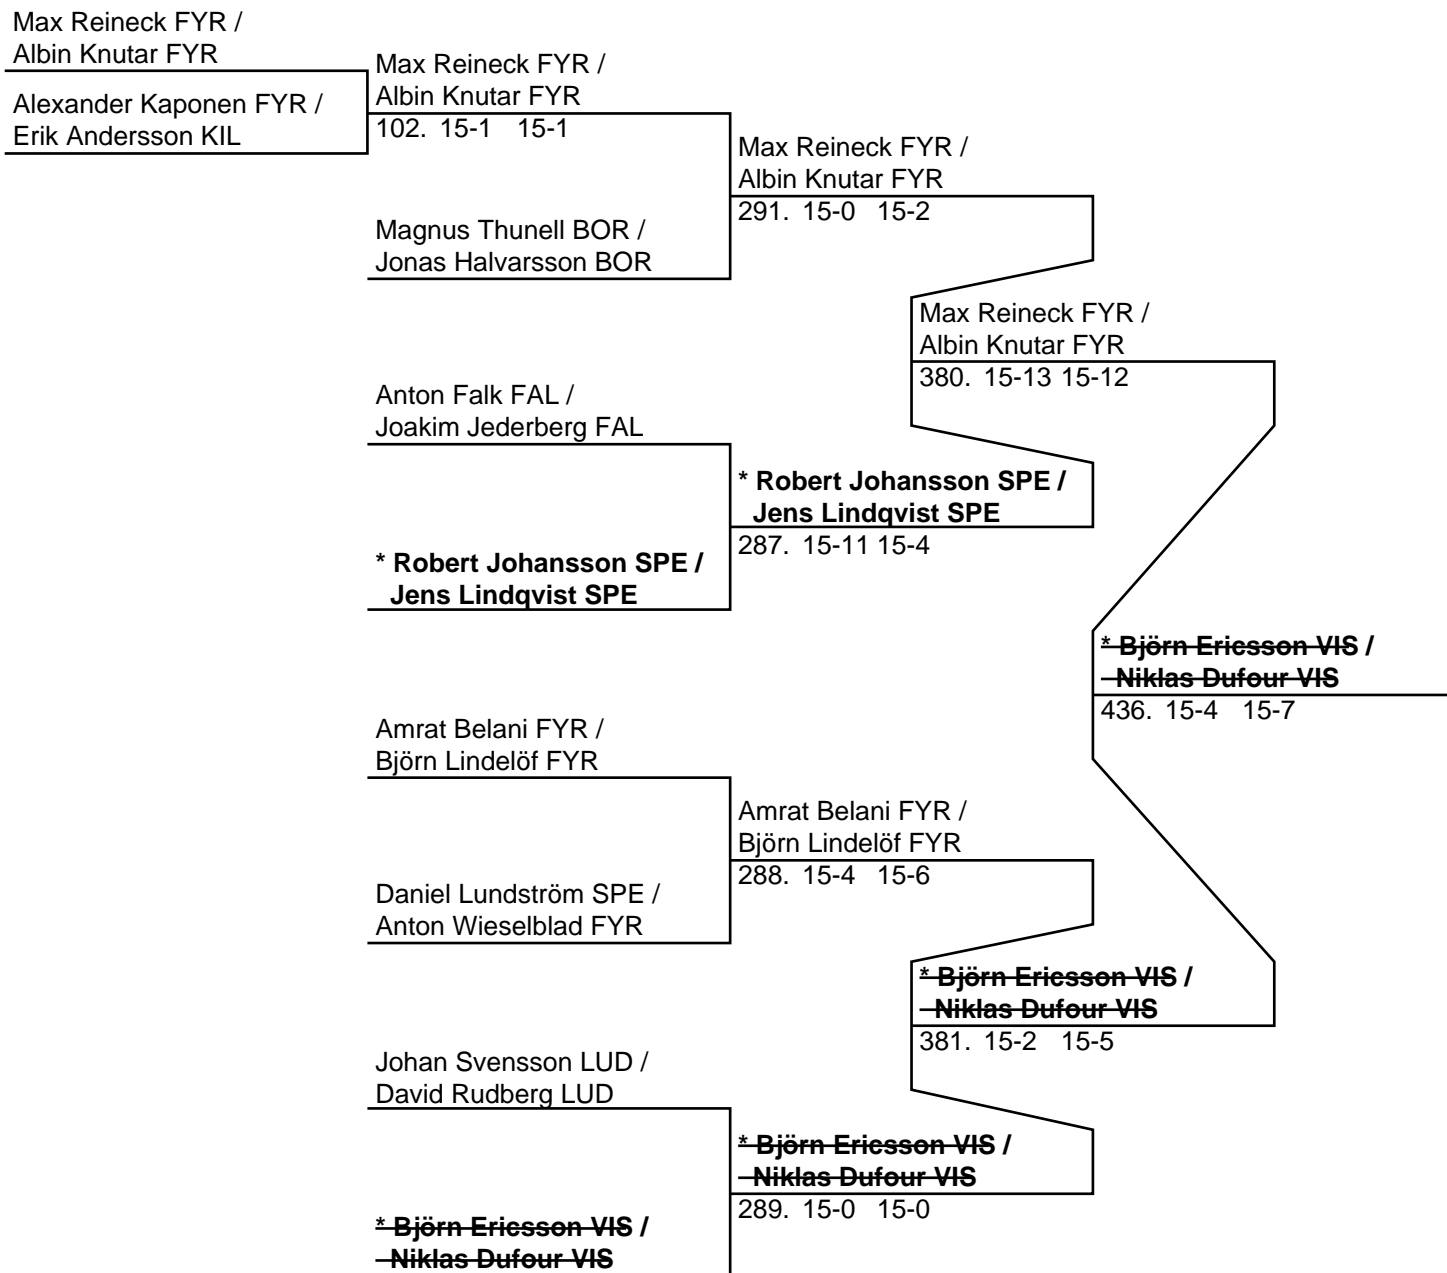 Max Reineck FYR /
Albin Knutar FYR
Alexander Kaponen FYR /
Erik Andersson KIL
Max Reineck FYR /
Albin Knutar FYR
102. 15-1 15-1
Magnus Thunell BOR /
Jonas Halvarsson BOR
Max Reineck FYR /
Albin Knutar FYR
291. 15-0 15-2
Anton Falk FAL /
Joakim Jederberg FAL
* Robert Johansson SPE /
Jens Lindqvist SPE
* Robert Johansson SPE /
Jens Lindqvist SPE
287. 15-11 15-4
Max Reineck FYR /
Albin Knutar FYR
380. 15-13 15-12
Amrat Belani FYR /
Björn Lindelöf FYR
Daniel Lundström SPE /
Anton Wieselblad FYR
Amrat Belani FYR /
Björn Lindelöf FYR
288. 15-4 15-6
Johan Svensson LUD /
David Rudberg LUD
* Björn Ericsson VIS /
Niklas Dufour VIS
* Björn Ericsson VIS /
Niklas Dufour VIS
289. 15-0 15-0
* Björn Ericsson VIS /
Niklas Dufour VIS
381. 15-2 15-5
* Björn Ericsson VIS /
Niklas Dufour VIS
436. 15-4 15-7